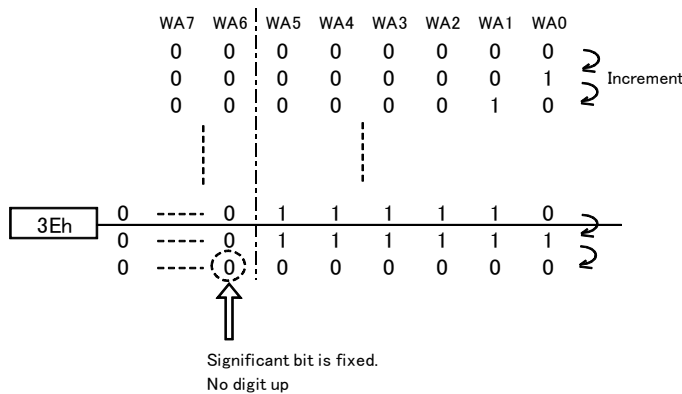 WA7 WA6 WA5 WA4 WA3 WA2 WA1 WA0
0 0 0 0 0 0 0 0
0 0 0 0 0 0 0 1 Increment
0 0 0 0 0 0 1 0
3Eh 0 ----- 0 1 1 1 1 1 0
0 ----- 0 1 1 1 1 1 1
0 ----- 0 0 0 0 0 0 0
Significant bit is fixed.
No digit up